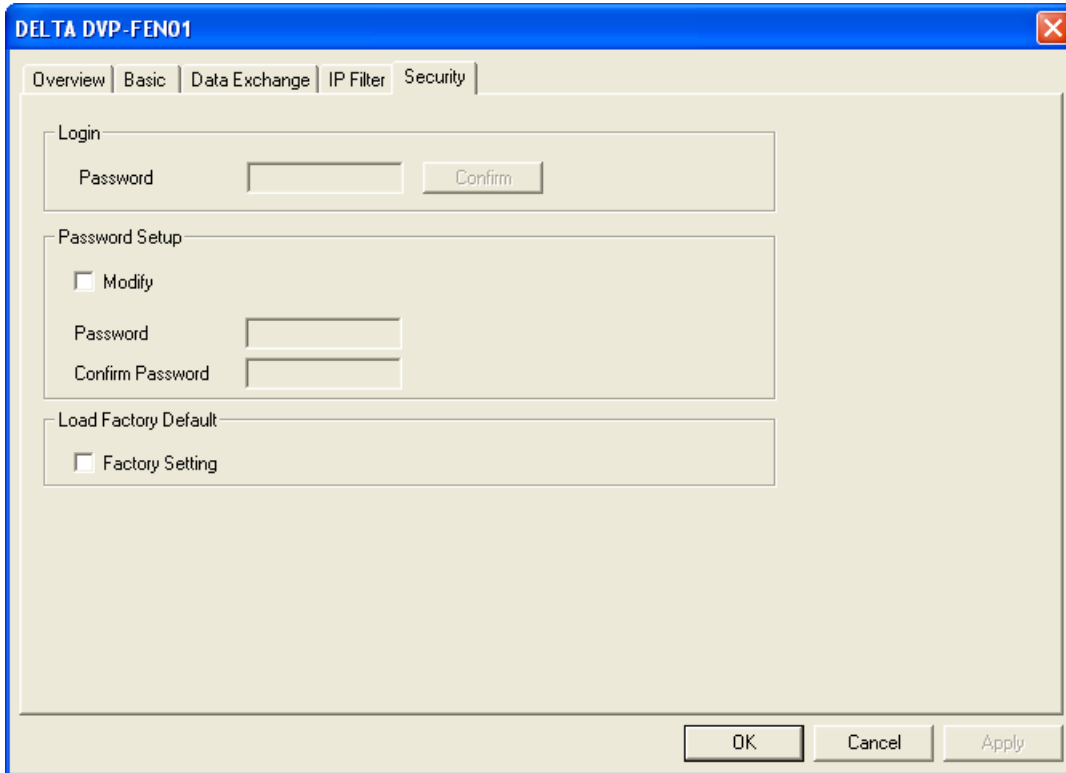 DELTA DVP-FEN01
Overview Basic Data Exchange IP Filter Security
Login
Password Confirm
Password Setup
Modify
Password
Confirm Password
Load Factory Default
Factory Setting
OK Cancel Apply